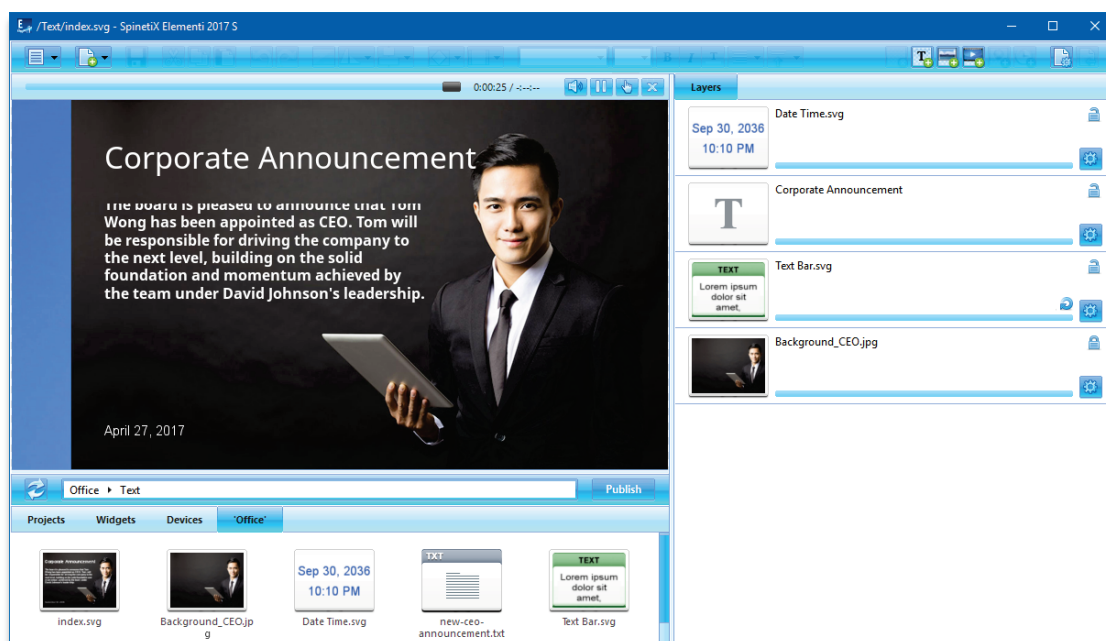 /Text/index.svg - SpinetiX Elementi 2017 S
0:00:25 / -:--:--
Corporate Announcement
The board is pleased to announce that Tom
Wong has been appointed as CEO. Tom will
be responsible for driving the company to
the next level, building on the solid
foundation and momentum achieved by
the team under David Johnson's leadership.
April 27, 2017
Office ▸ Text
Publish
Projects Widgets Devices 'Office'
Sep 30, 2036
10:10 PM
TXT
TEXT
Lorem ipsum
dolor sit
amet,
index.svg
Background_CEO.jp
g
Date Time.svg
new-ceo-
announcement.txt
Text Bar.svg
Layers
Sep 30, 2036
10:10 PM
Date Time.svg
T
Corporate Announcement
TEXT
Lorem ipsum
dolor sit
amet,
Text Bar.svg
Background_CEO.jpg